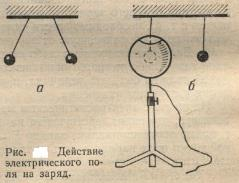 а
б
Рис. Действие
электрического по-
ля на заряд.